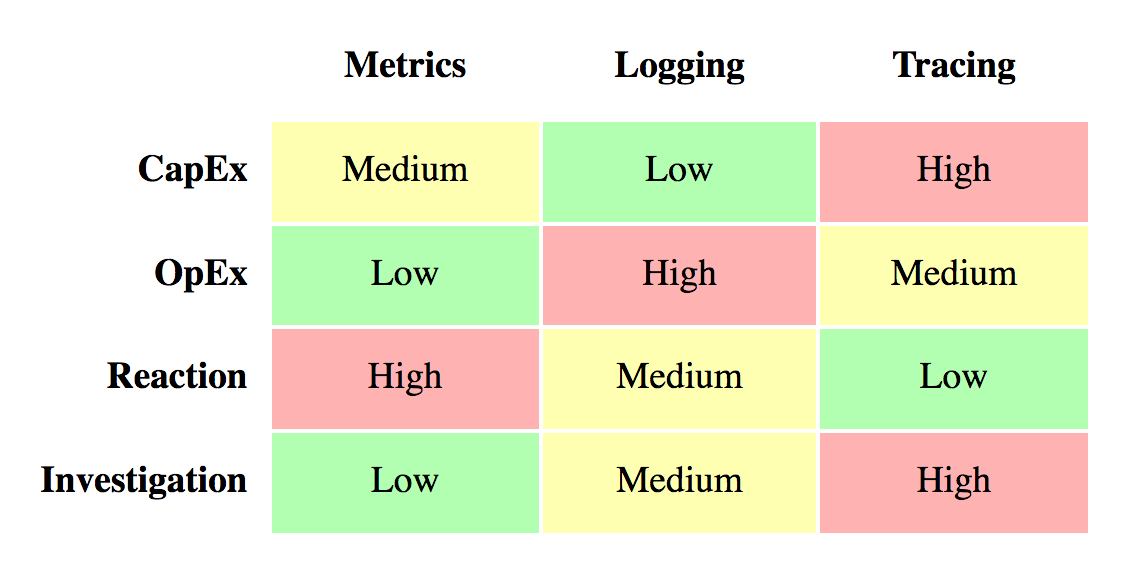 Metrics Logging Tracing
CapEx Medium Low High
OpEx Low High Medium
Reaction High Medium Low
Investigation Low Medium High